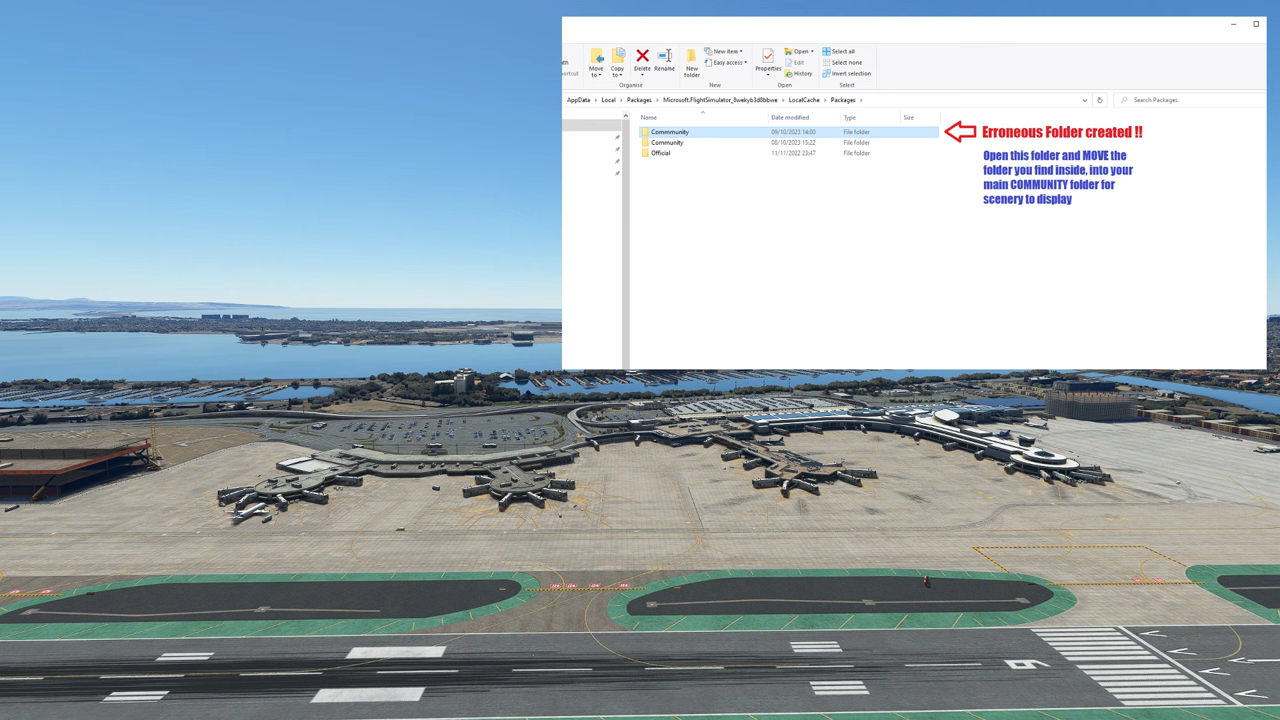 Move to
Copy to
Delete
Rename
New folder
New item
Easy access
Properties
Open
Edit
History
Select all
Select none
Invert selection
ath
ortcut
Organise
New
Open
Select
AppData > Local > Packages > Microsoft.FlightSimulator_8wekyb3d8bbwe > LocalCache > Packages >
Search Packages
Name Date modified Type Size
Commmunity 09/10/2023 14:00 File folder
Community 08/10/2023 15:22 File folder
Official 11/11/2022 23:47 File folder
Erroneous Folder created !!
Open this folder and MOVE the
folder you find inside, into your
main COMMUNITY folder for
scenery to display